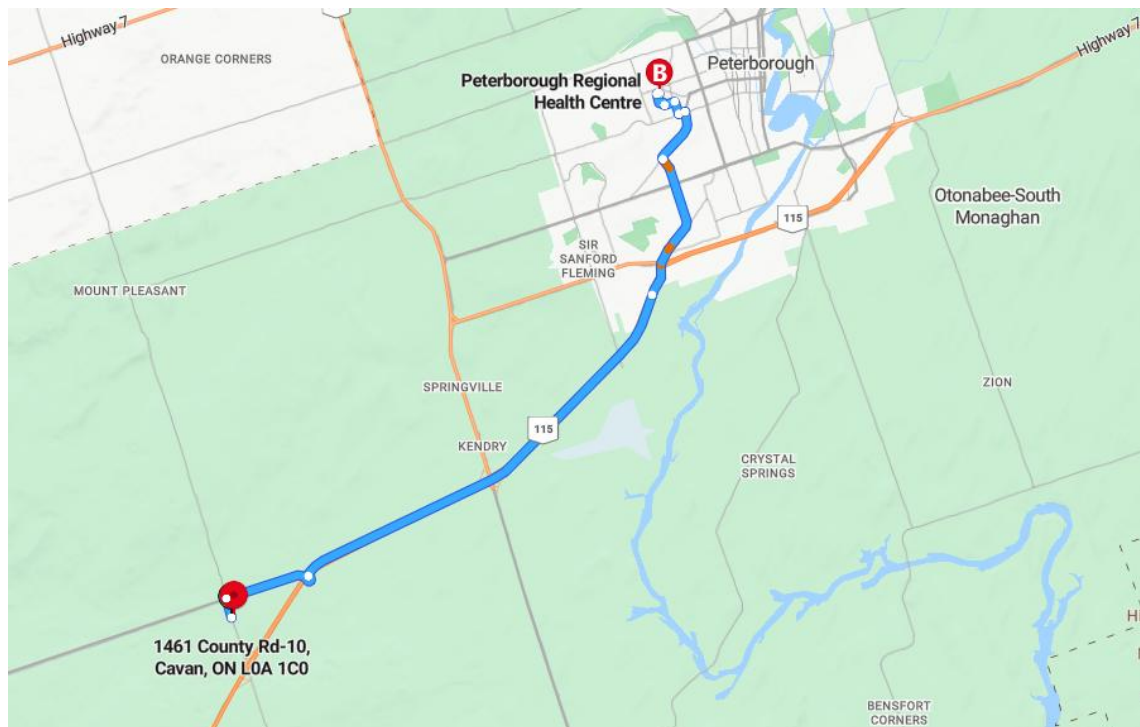 Highway 7
ORANGE CORNERS
Peterborough Regional
Health Centre
B
Peterborough
Highway 7
Otonabee-South
Monaghan
115
SIR
SANFORD
FLEMING
MOUNT PLEASANT
SPRINGVILLE
ZION
115
KENDRY
CRYSTAL
SPRINGS
1461 County Rd-10,
Cavan, ON L0A 1C0
BENSFORT
CORNERS